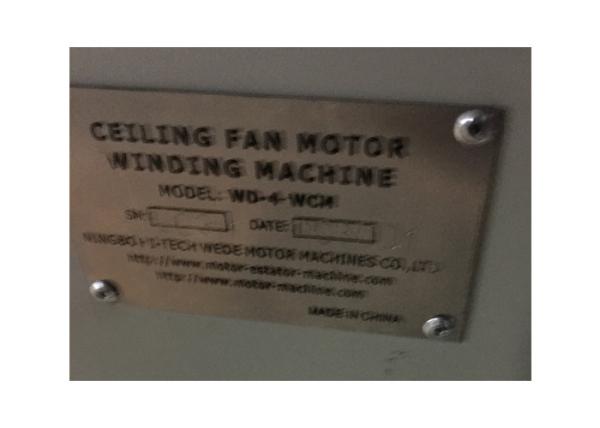 CEILING FAN MOTOR
WINDING MACHINE
MODEL: WD-4-WCM
SN: DATE:
NINGBO HI-TECH WEDE MOTOR MACHINES CO.,LTD
http://www.motor-estator-machine.com
http://www.motor-machine.com
MADE IN CHINA